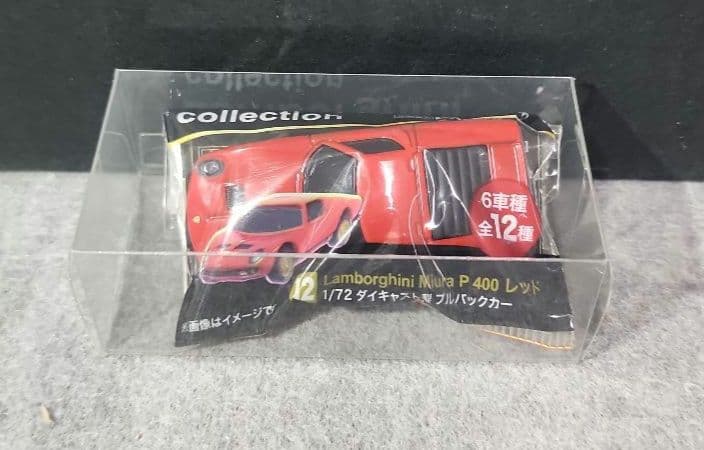 collection
6車種
全12種
12 Lamborghini Miura P 400 レッド
1/72 ダイキャスト製 プルバックカー
※画像はイメージで